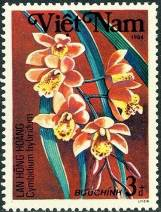 Việt Nam
1984
LAN HỒNG HOÀNG
Cymbidium hybridum
BƯU CHÍNH
3đ